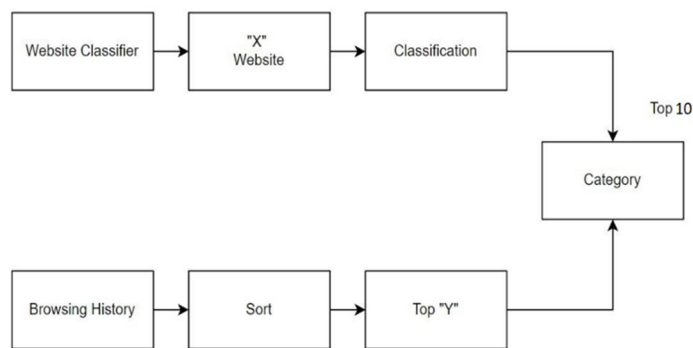 Website Classifier
"X"
Website
Classification
Top 10
Category
Browsing History
Sort
Top "Y"